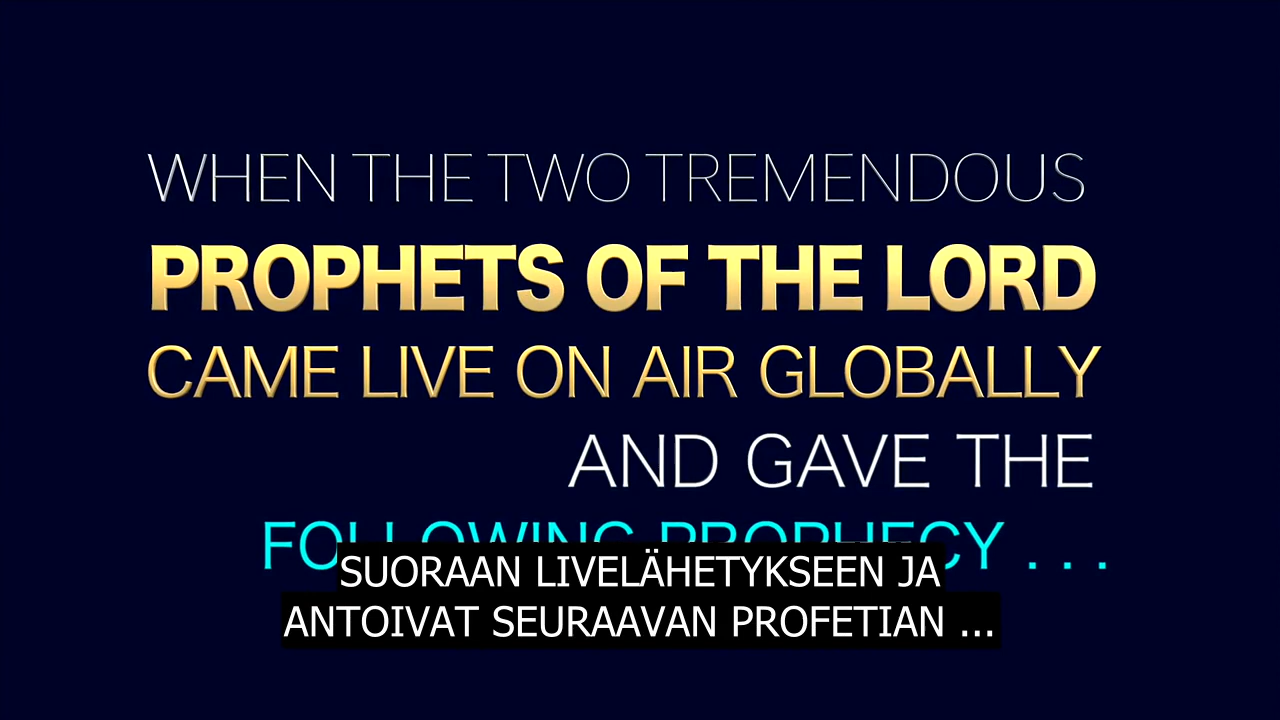 WHEN THE TWO TREMENDOUS
PROPHETS OF THE LORD
CAME LIVE ON AIR GLOBALLY
AND GAVE THE
FOLLOWING PROPHECY . . .
SUORAAN LIVELÄHETYKSEEN JA
ANTOIVAT SEURAAVAN PROFETIAN ...